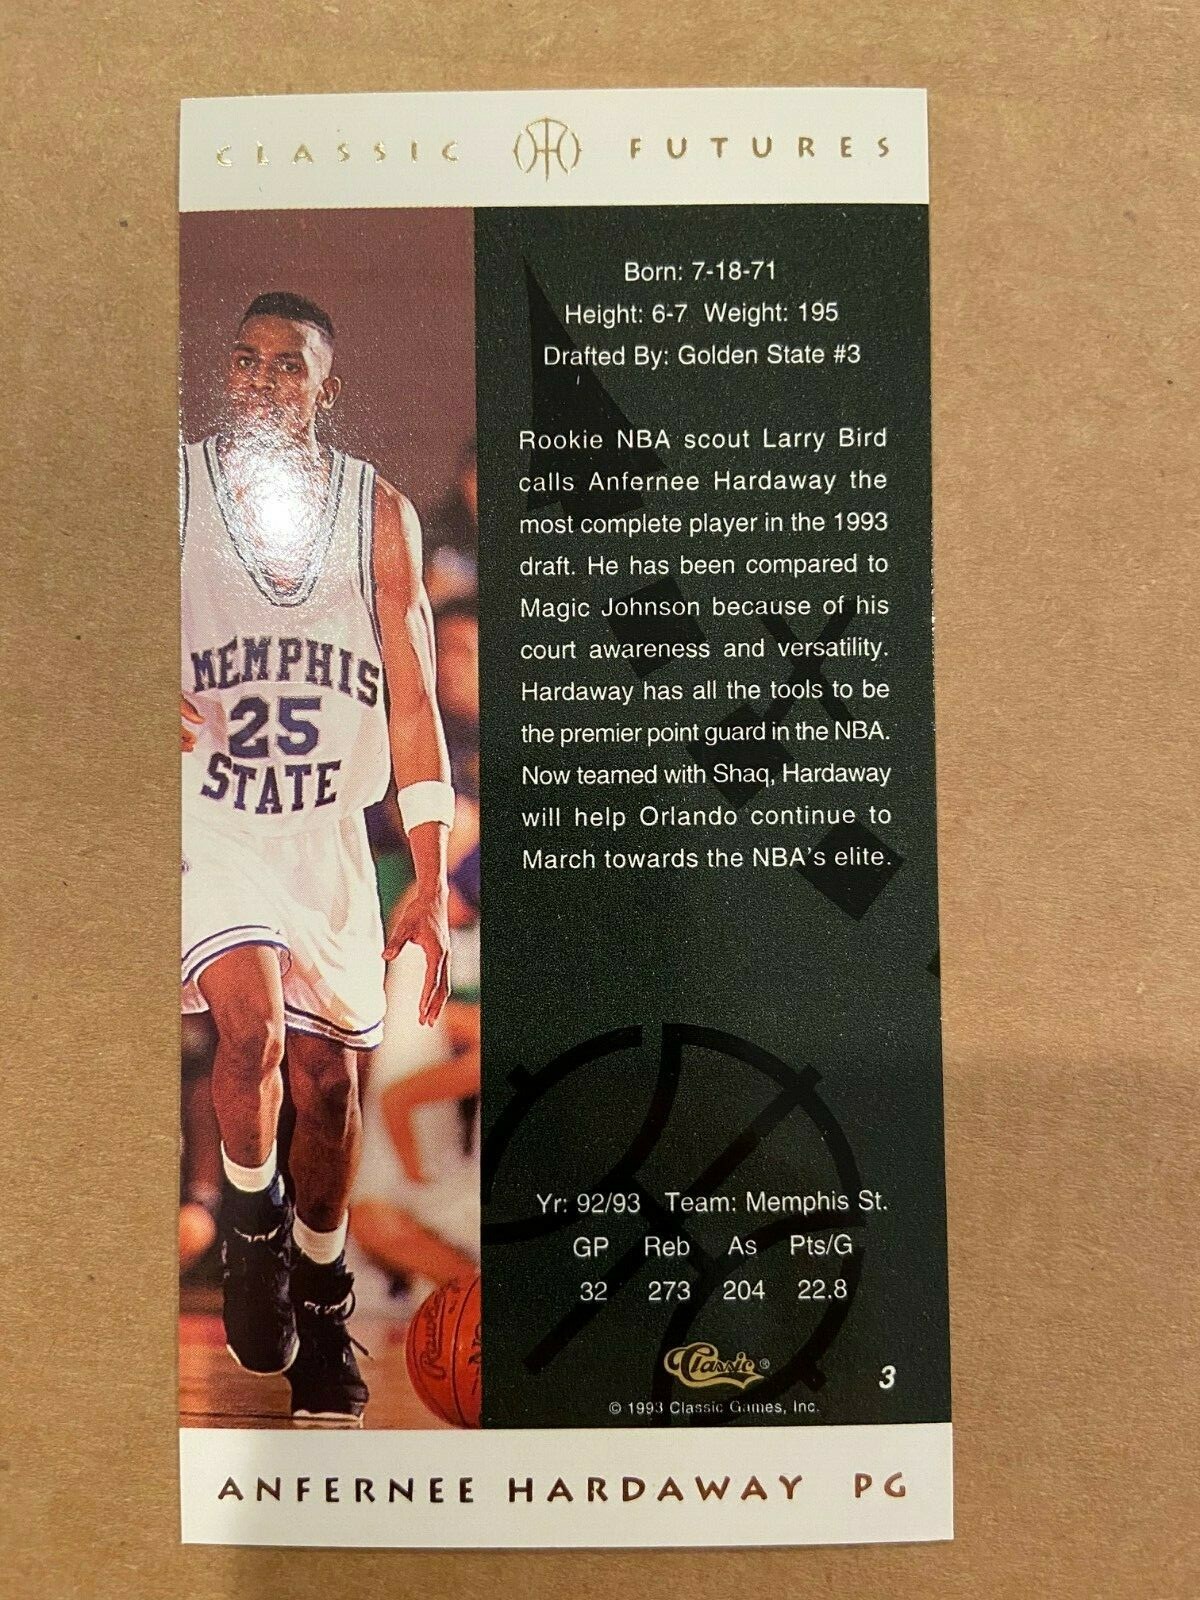 CLASSIC FUTURES
Born: 7-18-71
Height: 6-7 Weight: 195
Drafted By: Golden State #3
Rookie NBA scout Larry Bird
calls Anfernee Hardaway the
most complete player in the 1993
draft. He has been compared to
Magic Johnson because of his
court awareness and versatility.
Hardaway has all the tools to be
the premier point guard in the NBA.
Now teamed with Shaq, Hardaway
will help Orlando continue to
March towards the NBA's elite.
MEMPHIS
25
STATE
Yr: 92/93 Team: Memphis St.
GP Reb As Pts/G
32 273 204 22.8
Classic®
3
© 1993 Classic Games, Inc.
ANFERNEE HARDAWAY PG